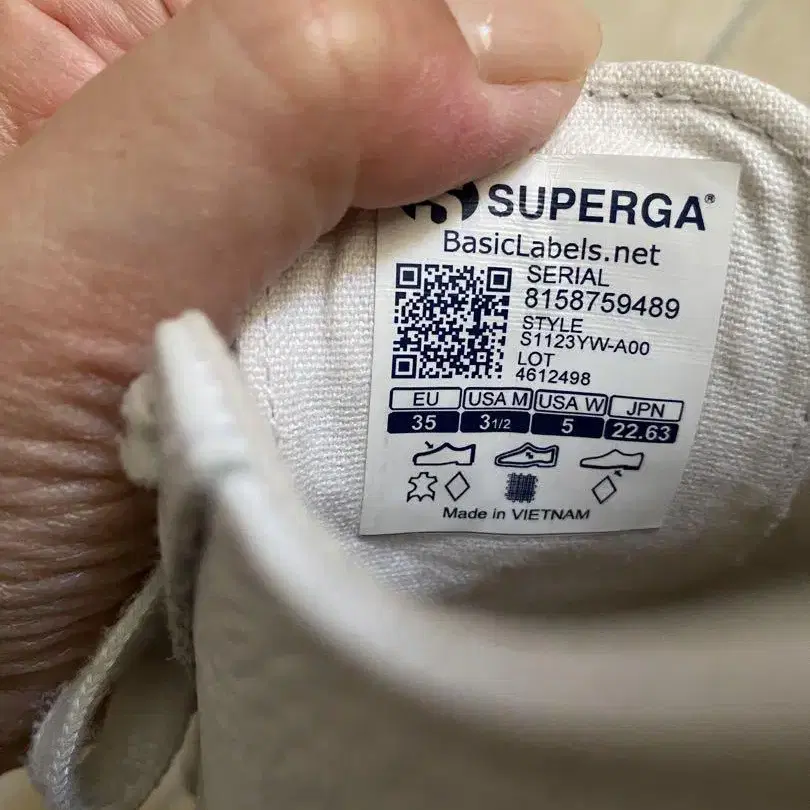 SUPERGA®
BasicLabels.net
SERIAL
8158759489
STYLE
S1123YW-A00
LOT
4612498
EU USA M USA W JPN
35 3 1/2 5 22.63
Made in VIETNAM